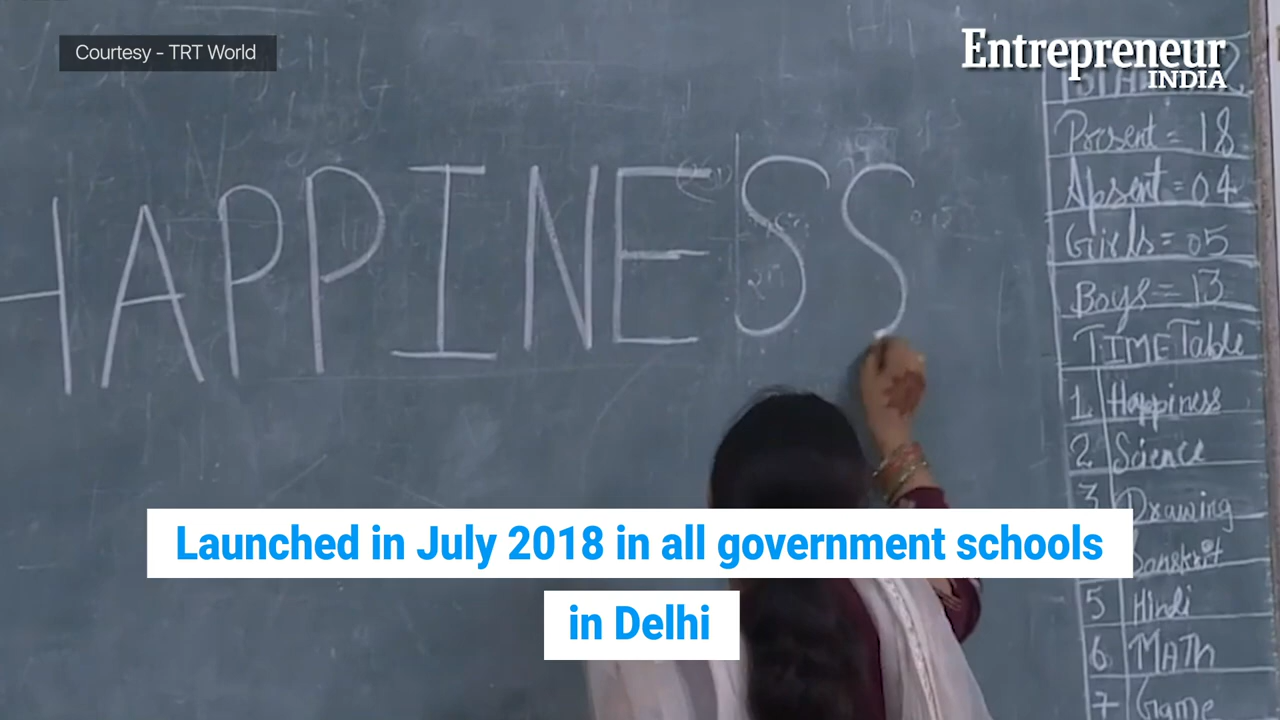 Courtesy - TRT World
Entrepreneur
INDIA
HAPPINESS
Present = 18
Absent = 04
Girls = 05
Boys = 13
TIME Table
1 Happiness
2 Science
3 Drawing
Sanskrit
5 Hindi
6 MATH
7 Game
Launched in July 2018 in all government schools
in Delhi